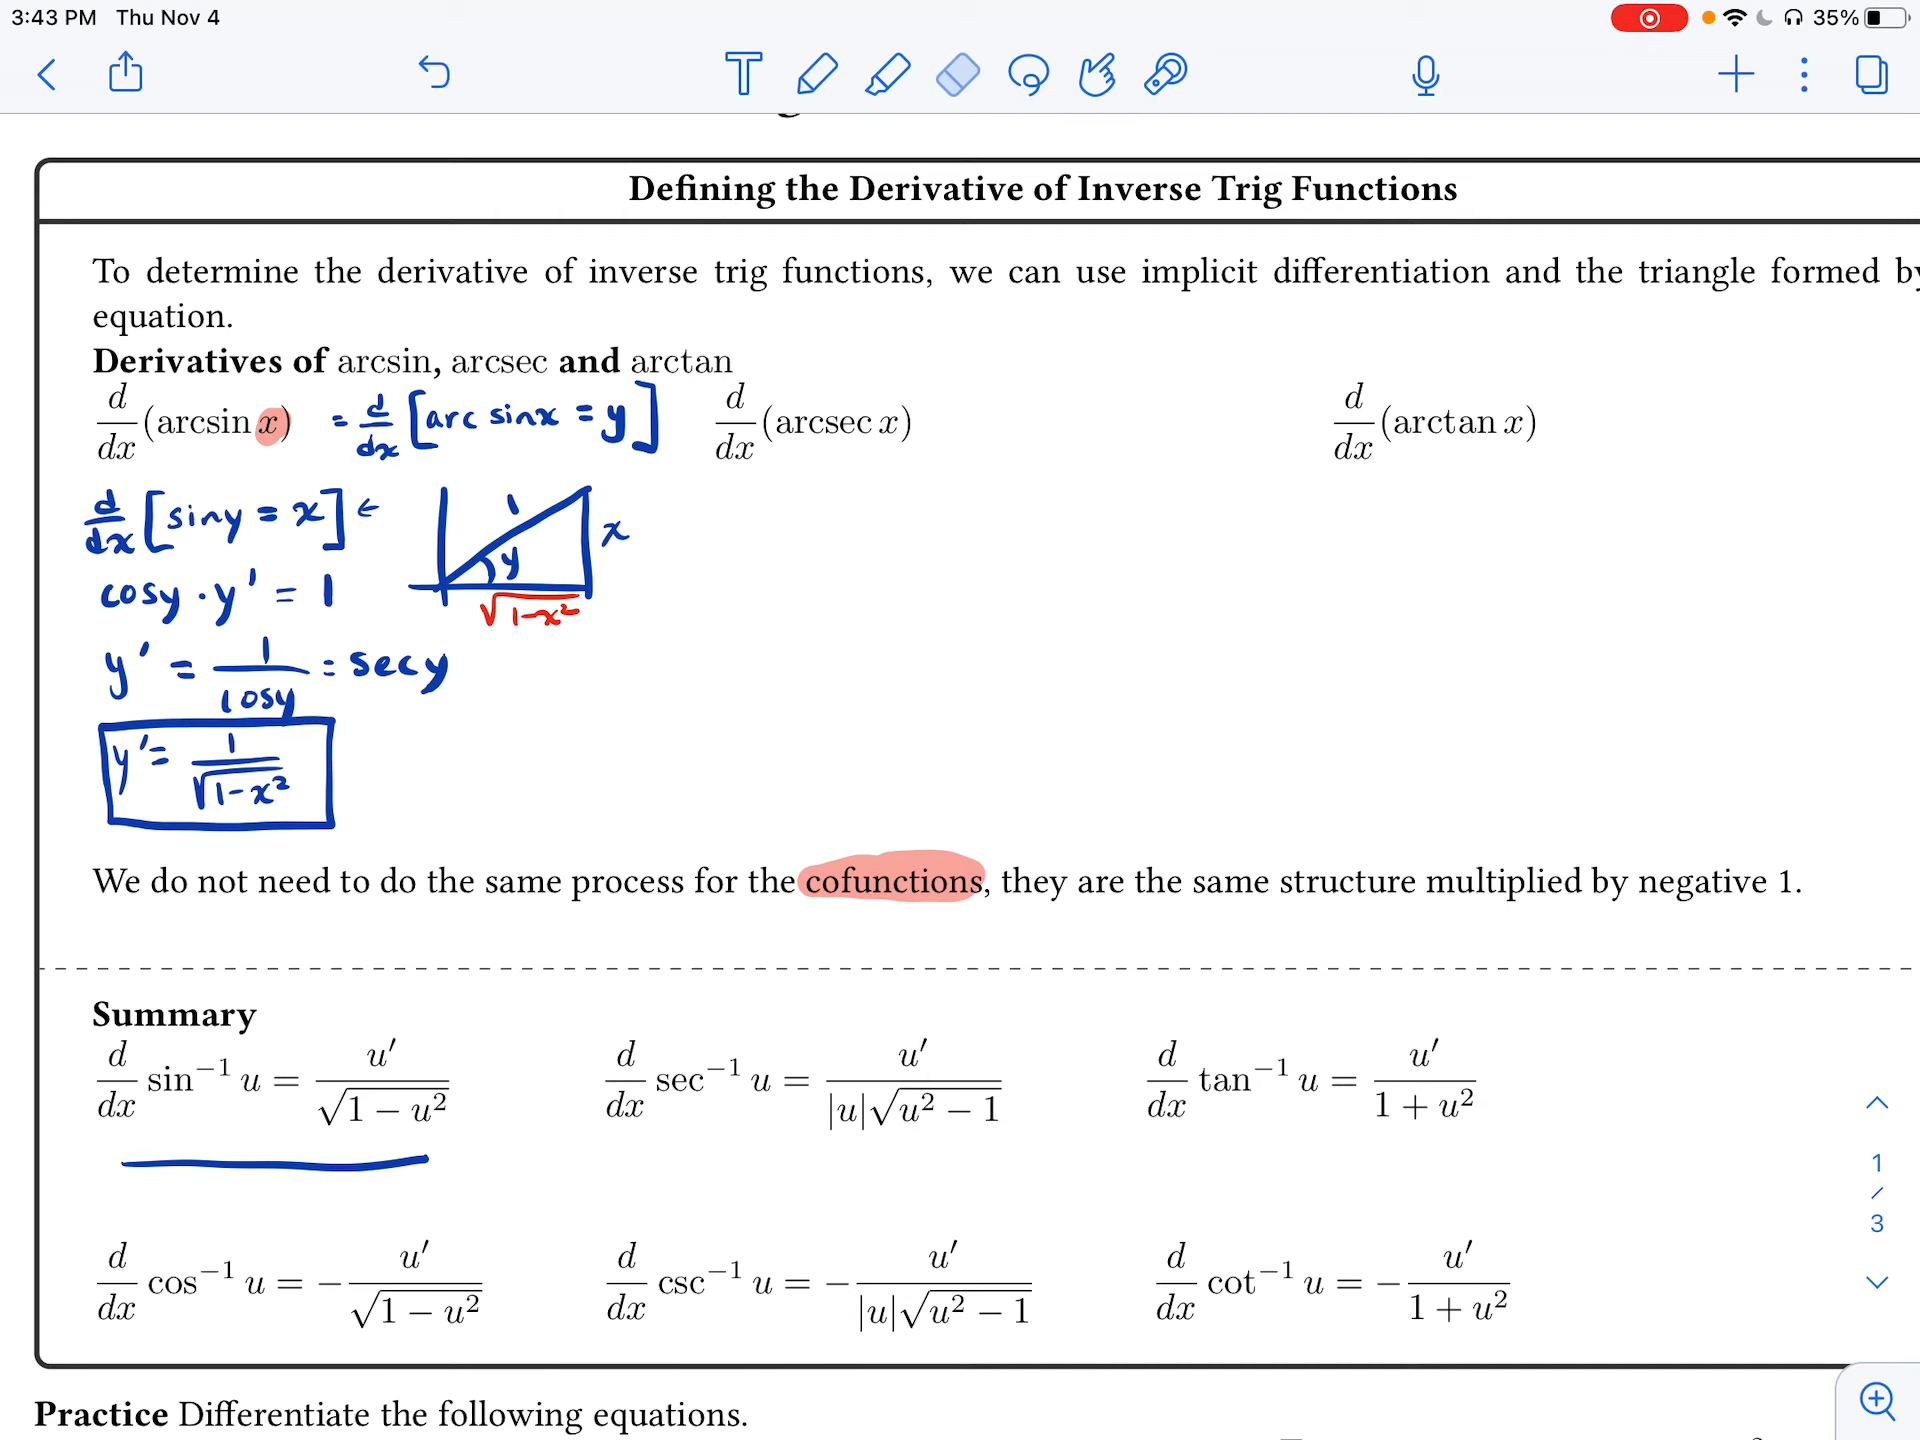 3:43 PM Thu Nov 4 35%
T
Defining the Derivative of Inverse Trig Functions
To determine the derivative of inverse trig functions, we can use implicit differentiation and the triangle formed by
equation.
Derivatives of arcsin, arcsec and arctan
d/dx (arcsin x) = d/dx [arc sinx = y] d/dx (arcsec x) d/dx (arctan x)
d/dx [siny = x] ←
1
y
x
√(1-x²)
cosy · y' = 1
y' = 1/cosy = secy
y' = 1/√(1-x²)
We do not need to do the same process for the cofunctions, they are the same structure multiplied by negative 1.
Summary
d/dx sin⁻¹ u = u′/√(1 − u²) d/dx sec⁻¹ u = u′/(|u|√(u² − 1)) d/dx tan⁻¹ u = u′/(1 + u²)
d/dx cos⁻¹ u = −u′/√(1 − u²) d/dx csc⁻¹ u = −u′/(|u|√(u² − 1)) d/dx cot⁻¹ u = −u′/(1 + u²)
1
/
3
Practice Differentiate the following equations.